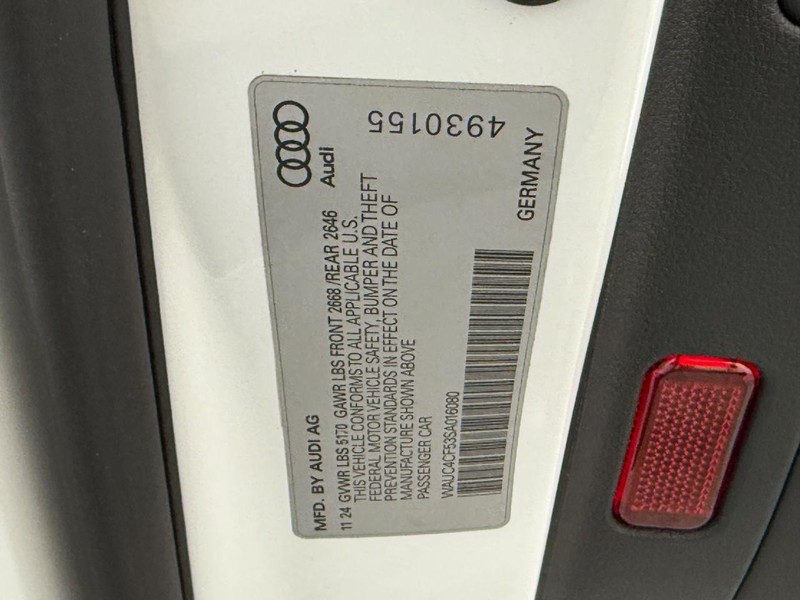 MFD. BY AUDI AG
Audi
11 24 GVWR LBS 5170 GAWR LBS FRONT 2668 /REAR 2646
THIS VEHICLE CONFORMS TO ALL APPLICABLE U.S.
FEDERAL MOTOR VEHICLE SAFETY, BUMPER AND THEFT
PREVENTION STANDARDS IN EFFECT ON THE DATE OF
MANUFACTURE SHOWN ABOVE
PASSENGER CAR
WAUC4CF53SA016080
GERMANY
4930155